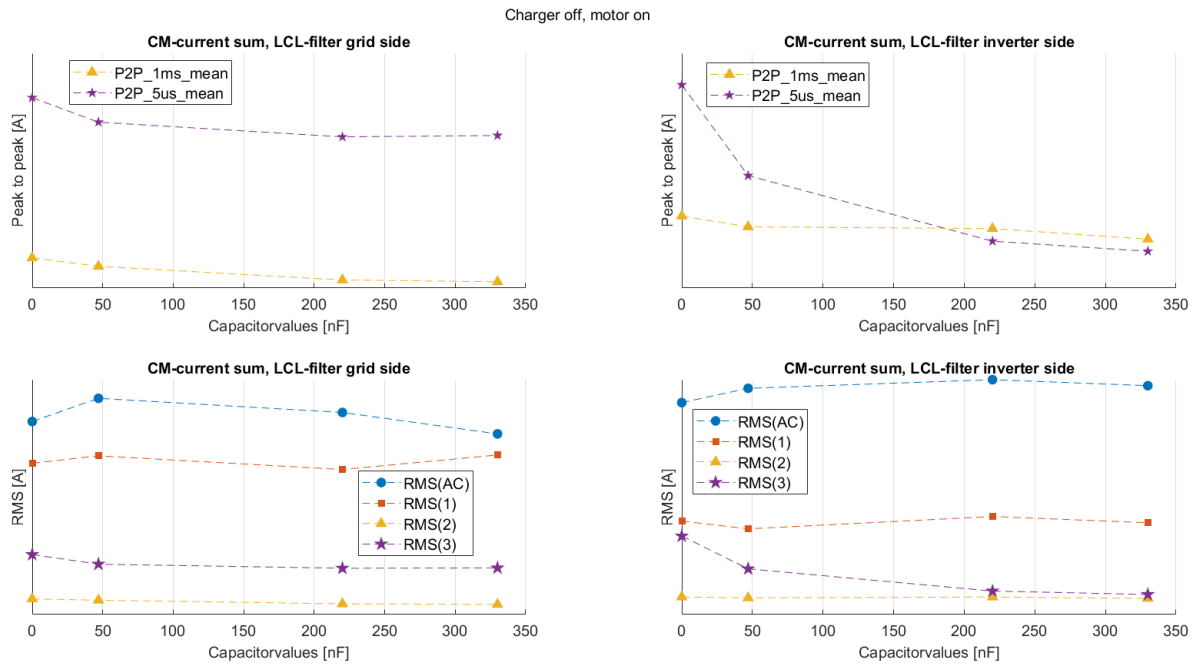 Charger off, motor on
CM-current sum, LCL-filter grid side
P2P_1ms_mean
P2P_5us_mean
Peak to peak [A]
0 50 100 150 200 250 300 350
Capacitorvalues [nF]
CM-current sum, LCL-filter inverter side
P2P_1ms_mean
P2P_5us_mean
Peak to peak [A]
0 50 100 150 200 250 300 350
Capacitorvalues [nF]
CM-current sum, LCL-filter grid side
RMS(AC)
RMS(1)
RMS(2)
RMS(3)
RMS [A]
0 50 100 150 200 250 300 350
Capacitorvalues [nF]
CM-current sum, LCL-filter inverter side
RMS(AC)
RMS(1)
RMS(2)
RMS(3)
RMS [A]
0 50 100 150 200 250 300 350
Capacitorvalues [nF]